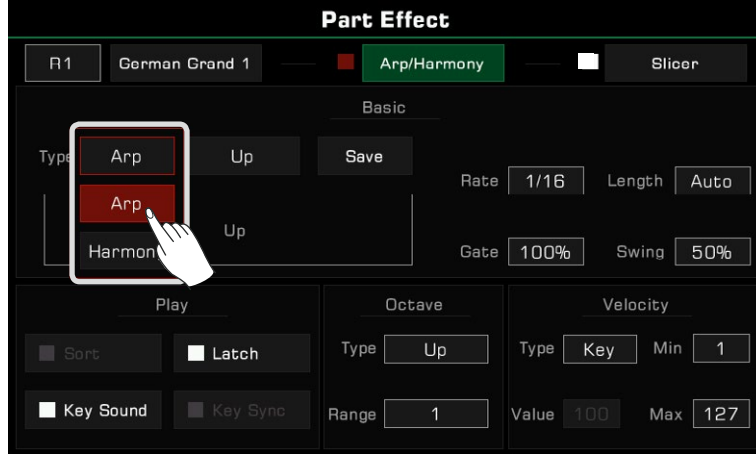 Part Effect
R1 German Grand 1 Arp/Harmony Slicer
Basic
Type Arp Up Save
Rate 1/16 Length Auto
Arp
Up
Harmony
Gate 100% Swing 50%
Play Octave Velocity
Sort Latch Type Up Type Key Min 1
Key Sound Key Sync Range 1 Value 100 Max 127